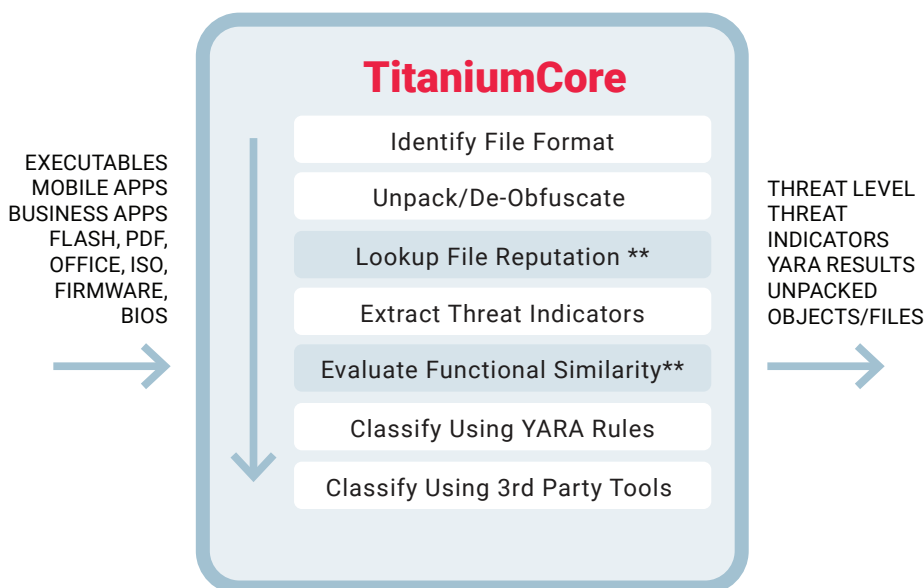 TitaniumCore
EXECUTABLES
MOBILE APPS
BUSINESS APPS
FLASH, PDF,
OFFICE, ISO,
FIRMWARE,
BIOS
Identify File Format
Unpack/De-Obfuscate
Lookup File Reputation **
Extract Threat Indicators
Evaluate Functional Similarity**
Classify Using YARA Rules
Classify Using 3rd Party Tools
THREAT LEVEL
THREAT
INDICATORS
YARA RESULTS
UNPACKED
OBJECTS/FILES